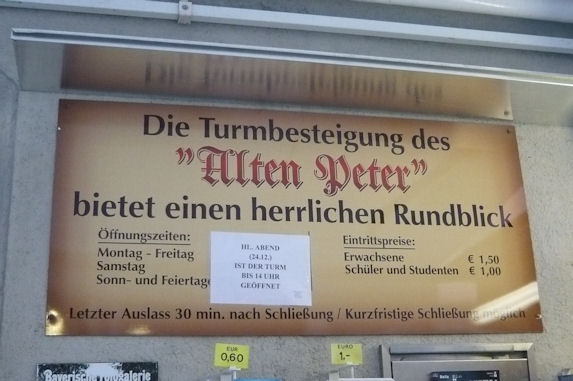 Die Turmbesteigung des
"Alten Peter"
bietet einen herrlichen Rundblick
Öffnungszeiten:
Montag - Freitag
Samstag
Sonn- und Feiertage
HL. ABEND
(24.12.)
IST DER TURM
BIS 14 UHR
GEÖFFNET
Eintrittspreise:
Erwachsene € 1,50
Schüler und Studenten € 1,00
Letzter Auslass 30 min. nach Schließung / Kurzfristige Schließung möglich
EUR
0,60
EURO
1.-
Bayerische Fotogalerie